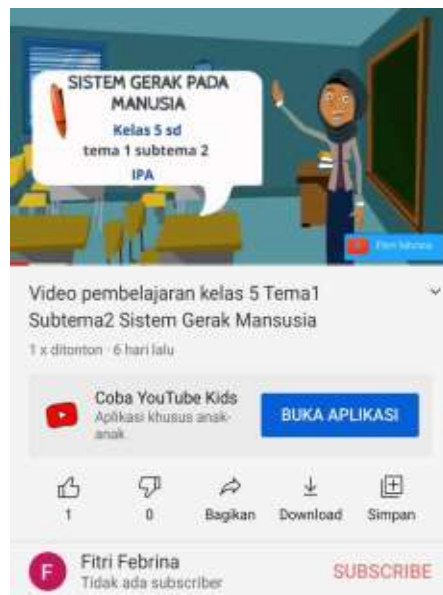 SISTEM GERAK PADA
MANUSIA
Kelas 5 sd
tema 1 subtema 2
IPA
Fitri febrina
Video pembelajaran kelas 5 Tema1
Subtema2 Sistem Gerak Mansusia
1 x ditonton · 6 hari lalu
Coba YouTube Kids
Aplikasi khusus anak-
anak
BUKA APLIKASI
1
0
Bagikan
Download
Simpan
F
Fitri Febrina
Tidak ada subscriber
SUBSCRIBE